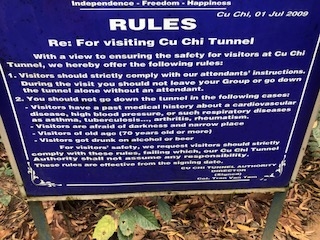 Independence - Freedom - Happiness
Cu Chi, 01 Jul 2009
RULES
Re: For visiting Cu Chi Tunnel
With a view to ensuring the safety for visitors at Cu Chi
Tunnel, we hereby offer the following rules:
1. Visitors should strictly comply with our attendants' instructions.
During the visit you should not leave your Group or go down
the tunnel alone without an attendant.
2. You should not go down the tunnel in the following cases:
- Visitors have a past medical history about a cardiovascular
disease, high blood pressure, or such respiratory diseases
as asthma, tuberculosis..., arthritis, rheumatism.
- Visitors are afraid of darkness and narrow place
- Visitors of old age (70 years old or more)
- Visitors got drunk on alcohol or beer
For visitors' safety, we request visitors should strictly
comply with these rules, failing which, our Cu Chi Tunnel
Authority shall not assume any responsibility.
These rules are effective from the signing date.
CU CHI TUNNEL AUTHORITY
DIRECTOR
(Signed)
Col. Tran Van Tam